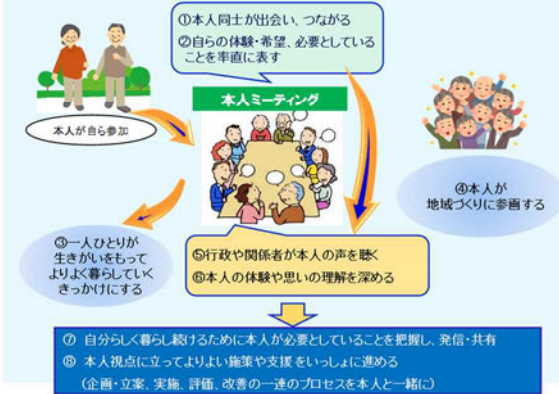 ①本人同士が出会い、つながる
②自らの体験・希望、必要としている
ことを率直に表す
本人ミーティング
本人が自ら参加
④本人が
地域づくりに参画する
③一人ひとりが
生きがいをもって
よりよく暮らしていく
きっかけにする
⑤行政や関係者が本人の声を聴く
⑥本人の体験や思いの理解を深める
⑦ 自分らしく暮らし続けるために本人が必要としていることを把握し、発信・共有
⑧ 本人視点に立ってよりよい施策や支援をいっしょに進める
(企画・立案、実施、評価、改善の一連のプロセスを本人と一緒に)